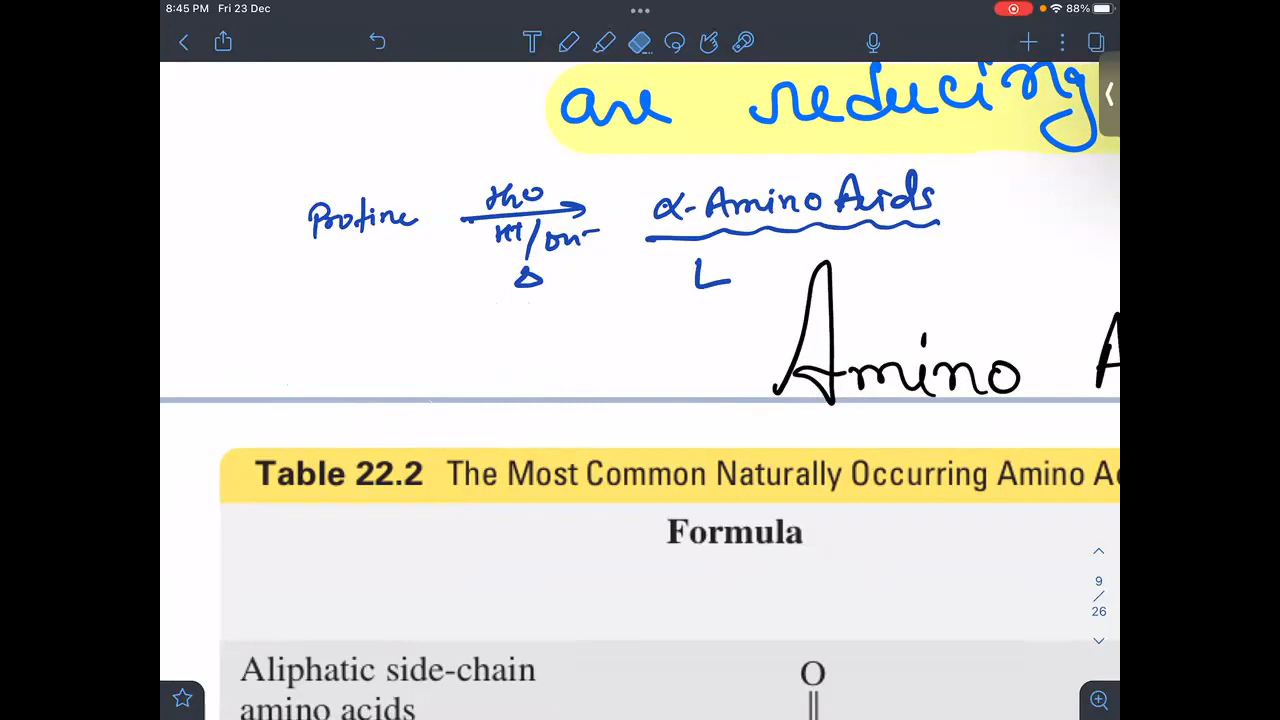 8:45 PM Fri 23 Dec
88%
T
are reducing
Protine H₂O α-Amino Acids
H⁺/OH⁻
Δ L
Amino A
Table 22.2 The Most Common Naturally Occurring Amino Ac
Formula
9
/
26
Aliphatic side-chain
amino acids
O